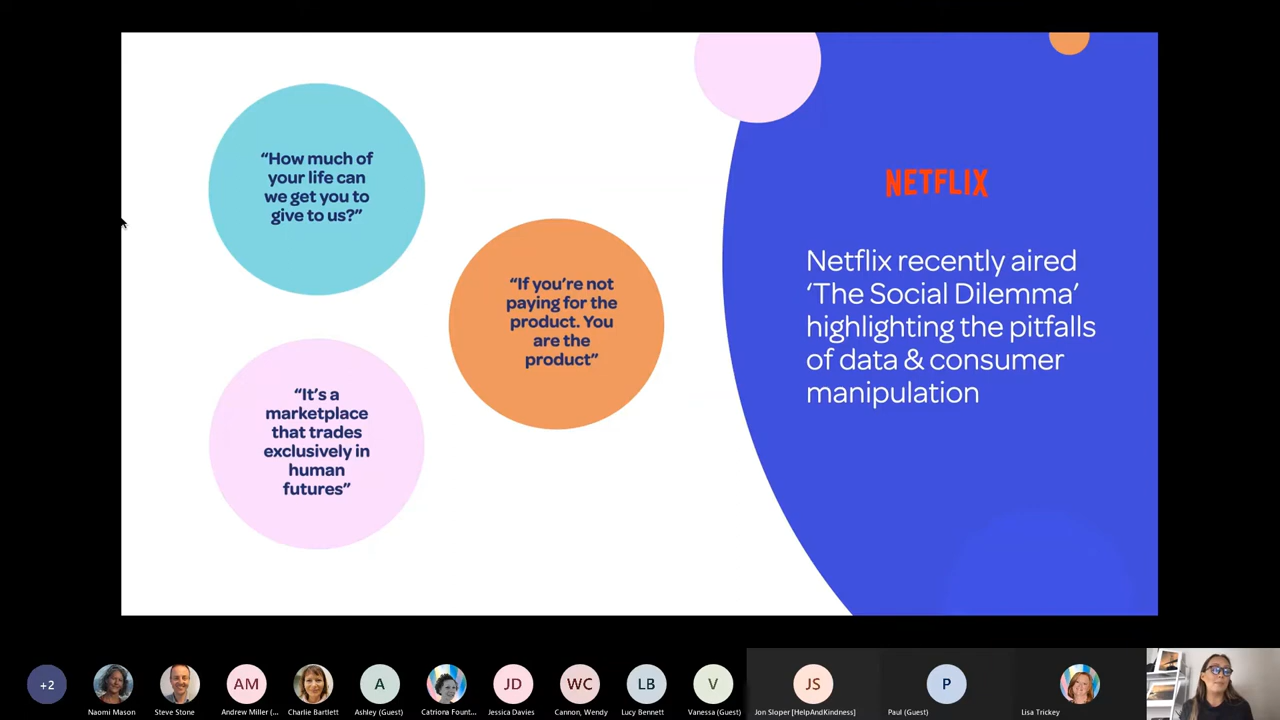 “How much of
your life can
we get you to
give to us?”
“If you’re not
paying for the
product. You
are the
product”
“It’s a
marketplace
that trades
exclusively in
human
futures”
NETFLIX
Netflix recently aired
‘The Social Dilemma’
highlighting the pitfalls
of data & consumer
manipulation
+2
AM
A
JD
WC
LB
V
JS
P
Naomi Mason
Steve Stone
Andrew Miller (...
Charlie Bartlett
Ashley (Guest)
Catriona Fount...
Jessica Davies
Cannon, Wendy
Lucy Bennett
Vanessa (Guest)
Jon Sloper [HelpAndKindness]
Paul (Guest)
Lisa Trickey